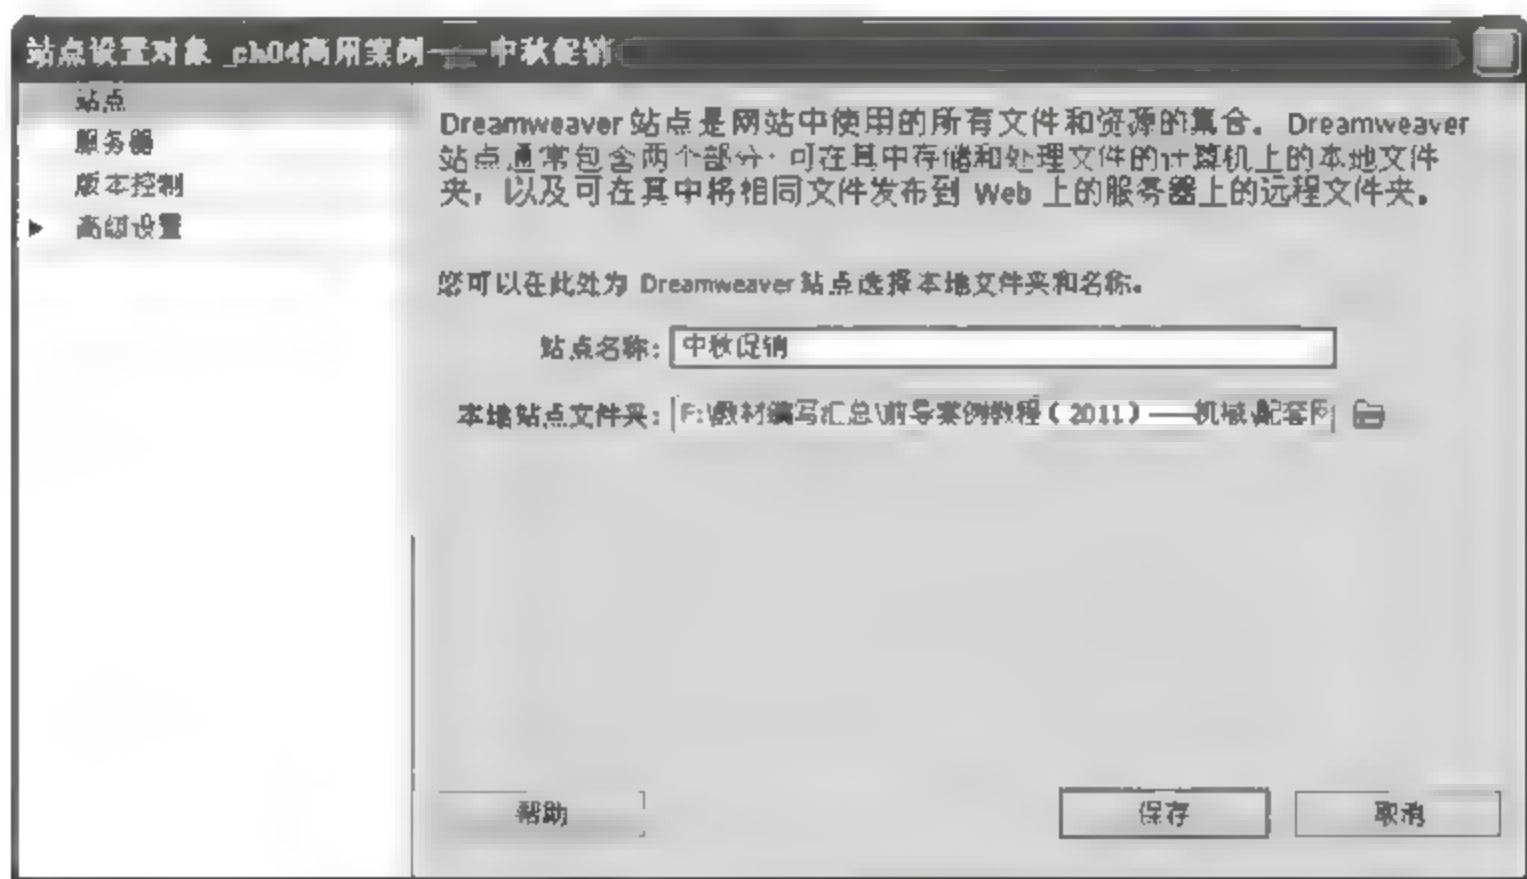 站点设置对象 _ch04商用案例——中秋促销
站点
服务器
版本控制
高级设置
Dreamweaver 站点是网站中使用的所有文件和资源的集合。Dreamweaver
站点通常包含两个部分：可在其中存储和处理文件的计算机上的本地文件
夹，以及可在其中将相同文件发布到 Web 上的服务器上的远程文件夹。
您可以在此处为 Dreamweaver 站点选择本地文件夹和名称。
站点名称： 中秋促销
本地站点文件夹： F:\教材编写汇总\前导案例教程（2011）——机械\配套网
帮助 保存 取消